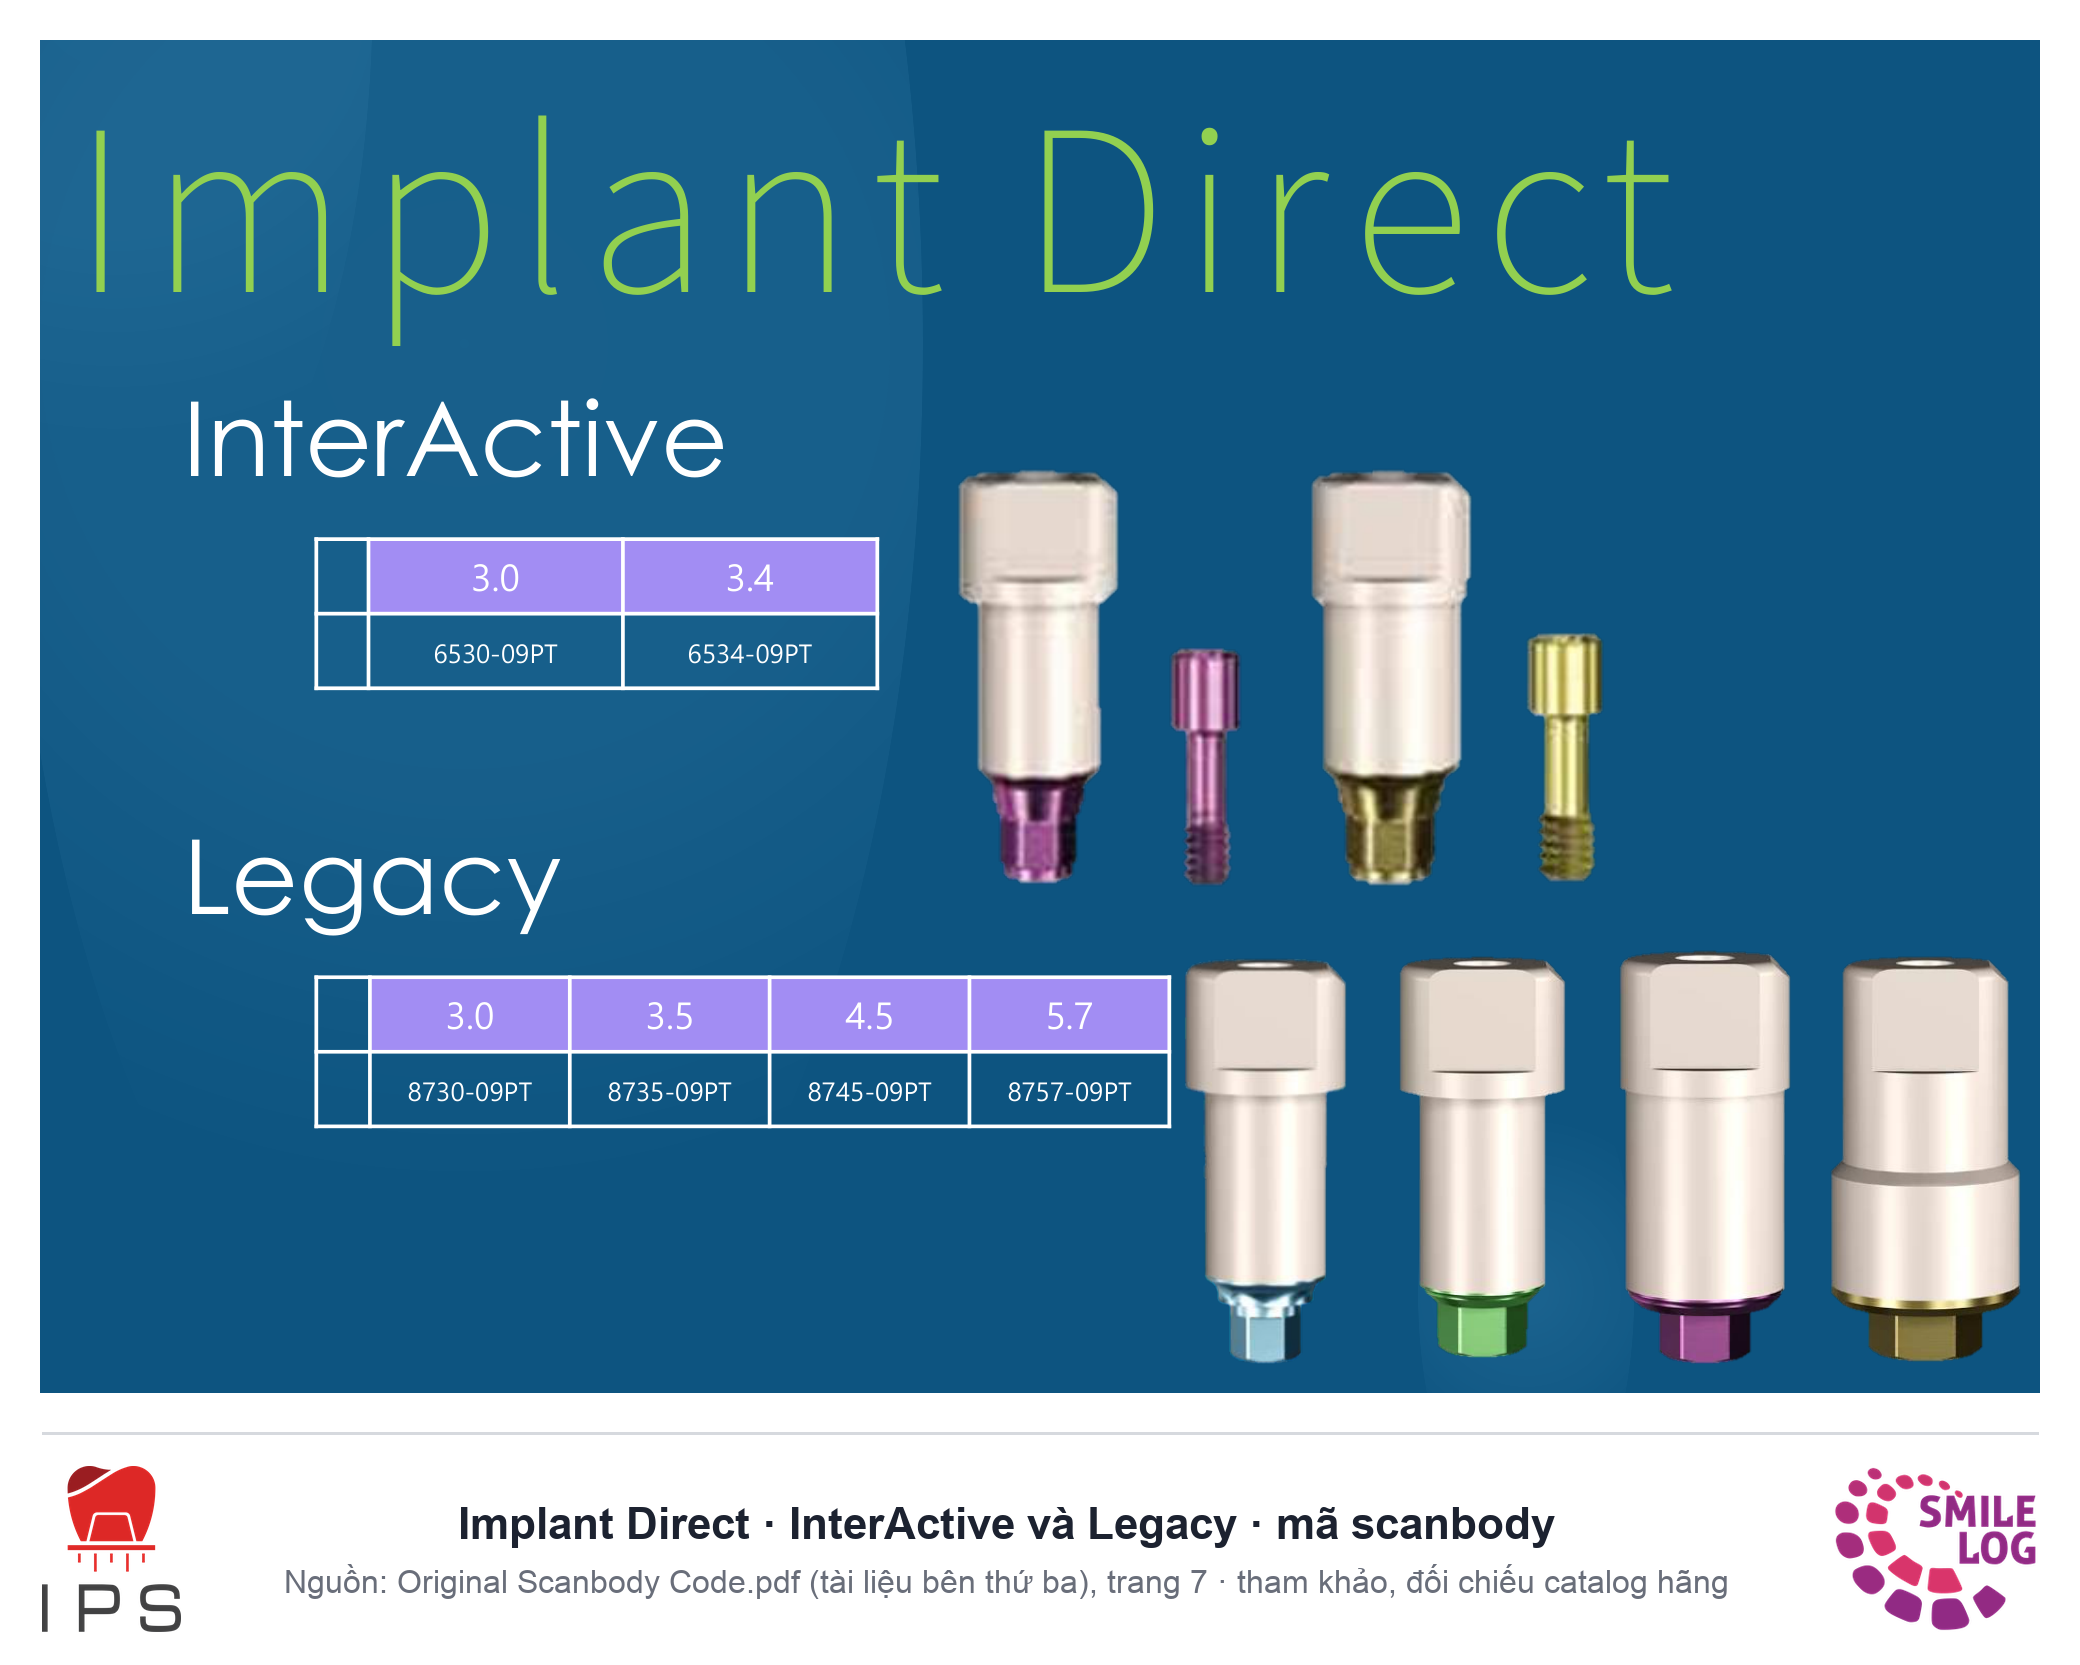 Implant Direct
InterActive
3.0 3.4
6530-09PT 6534-09PT
Legacy
3.0 3.5 4.5 5.7
8730-09PT 8735-09PT 8745-09PT 8757-09PT
IPS
Implant Direct · InterActive và Legacy · mã scanbody
Nguồn: Original Scanbody Code.pdf (tài liệu bên thứ ba), trang 7 · tham khảo, đối chiếu catalog hãng
SMILE
LOG